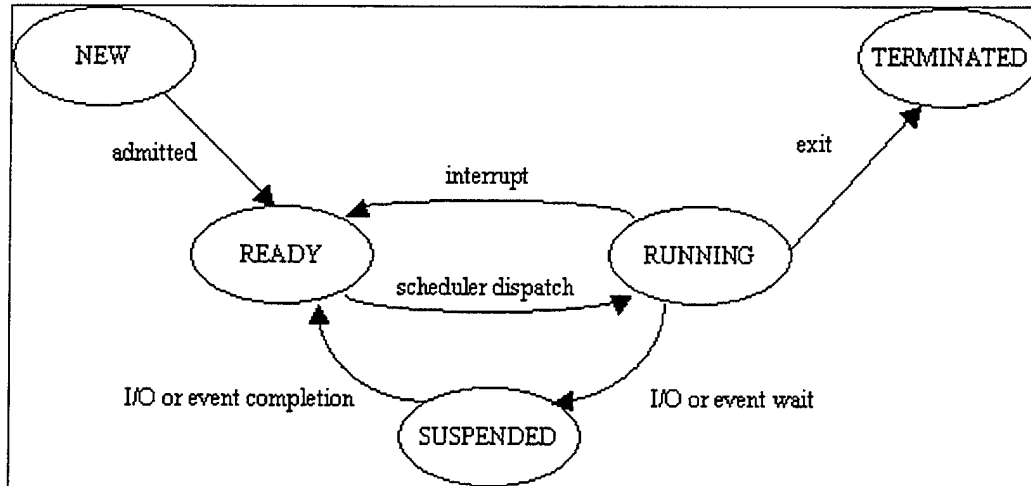 NEW
TERMINATED
admitted
exit
interrupt
READY
RUNNING
scheduler dispatch
I/O or event completion
I/O or event wait
SUSPENDED